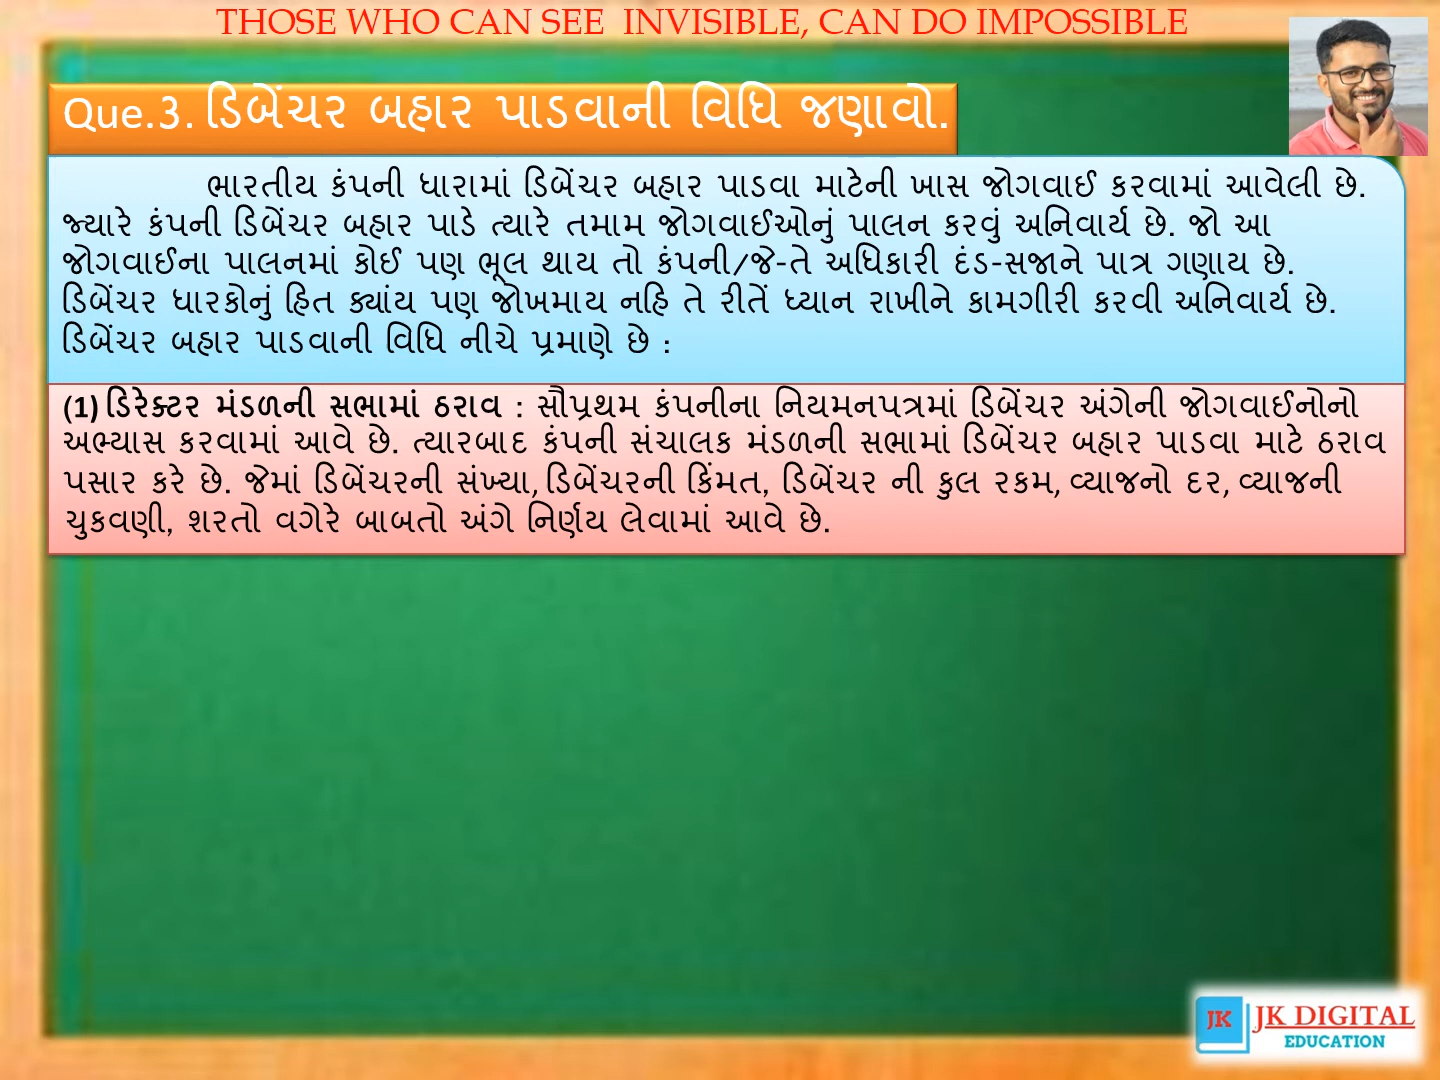 THOSE WHO CAN SEE  INVISIBLE, CAN DO IMPOSSIBLE
Que.3. ડિબેંચર બહાર પાડવાની વિધિ જણાવો.
ભારતીય કંપની ધારામાં ડિબેંચર બહાર પાડવા માટેની ખાસ જોગવાઈ કરવામાં આવેલી છે.
જ્યારે કંપની ડિબેંચર બહાર પાડે ત્યારે તમામ જોગવાઈઓનું પાલન કરવું અનિવાર્ય છે. જો આ
જોગવાઈના પાલનમાં કોઈ પણ ભૂલ થાય તો કંપની/જે-તે અધિકારી દંડ-સજાને પાત્ર ગણાય છે.
ડિબેંચર ધારકોનું હિત ક્યાંય પણ જોખમાય નહિ તે રીતેં ધ્યાન રાખીને કામગીરી કરવી અનિવાર્ય છે.
ડિબેંચર બહાર પાડવાની વિધિ નીચે પ્રમાણે છે :
(1) ડિરેક્ટર મંડળની સભામાં ઠરાવ : સૌપ્રથમ કંપનીના નિયમનપત્રમાં ડિબેંચર અંગેની જોગવાઈનોનો
અભ્યાસ કરવામાં આવે છે. ત્યારબાદ કંપની સંચાલક મંડળની સભામાં ડિબેંચર બહાર પાડવા માટે ઠરાવ
પસાર કરે છે. જેમાં ડિબેંચરની સંખ્યા, ડિબેંચરની કિંમત, ડિબેંચર ની કુલ રકમ, વ્યાજનો દર, વ્યાજની
ચુકવણી, શરતો વગેરે બાબતો અંગે નિર્ણય લેવામાં આવે છે.
JK JK DIGITAL
EDUCATION